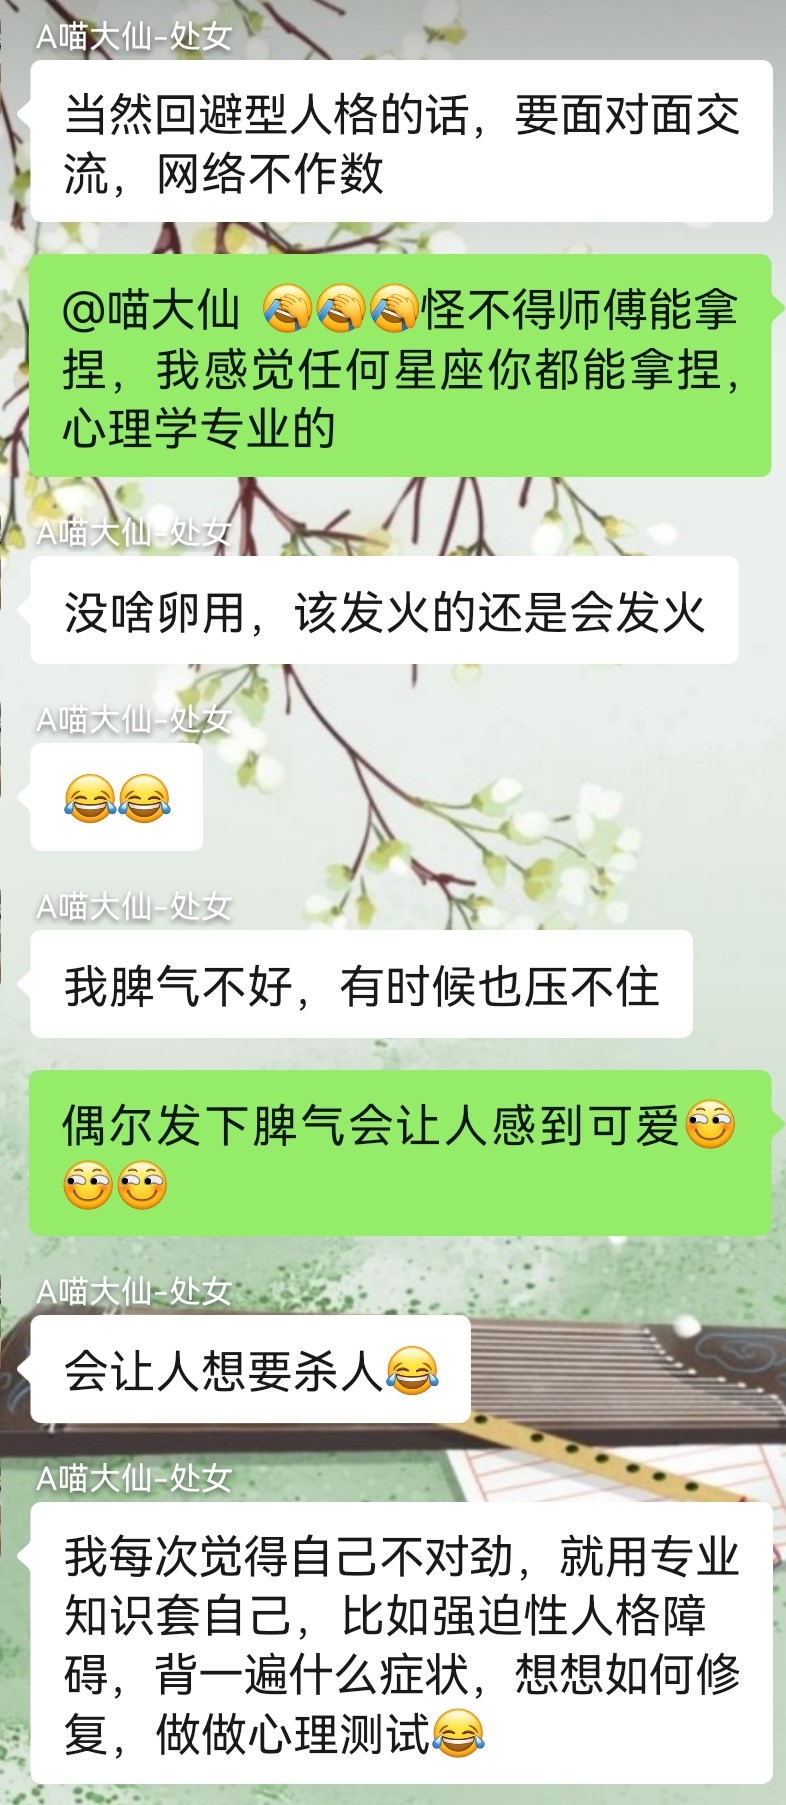 A喵大仙-处女
当然回避型人格的话，要面对面交
流，网络不作数
@喵大仙 🤦🤦🤦怪不得师傅能拿
捏，我感觉任何星座你都能拿捏，
心理学专业的
A喵大仙-处女
没啥卵用，该发火的还是会发火
A喵大仙-处女
😂😂
A喵大仙-处女
我脾气不好，有时候也压不住
偶尔发下脾气会让人感到可爱
A喵大仙-处女
会让人想要杀人😂
A喵大仙-处女
我每次觉得自己不对劲，就用专业
知识套自己，比如强迫性人格障
碍，背一遍什么症状，想想如何修
复，做做心理测试😂